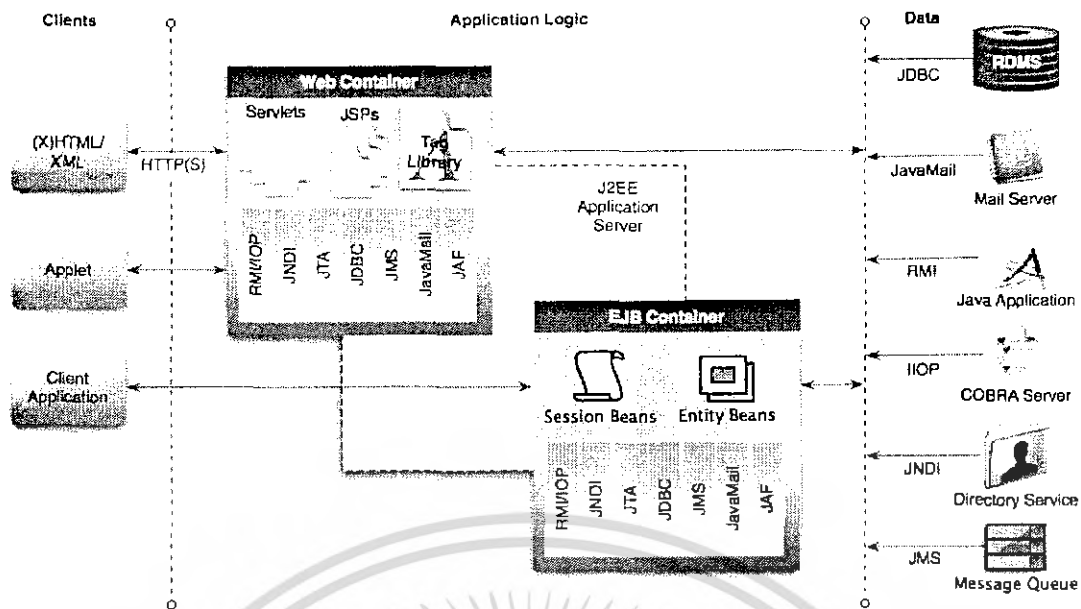 Clients
Application Logic
Data
Web Container
Servlets
JSPs
Tag
Library
(X)HTML/
XML
HTTP(S)
Applet
Client
Application
RMI/IIOP
JNDI
JTA
JDBC
JMS
JavaMail
JAF
J2EE
Application
Server
EJB Container
Session Beans
Entity Beans
RMI/IIOP
JNDI
JTA
JDBC
JMS
JavaMail
JAF
RDMS
JDBC
JavaMail
Mail Server
RMI
Java Application
IIOP
COBRA Server
JNDI
Directory Service
JMS
Message Queue